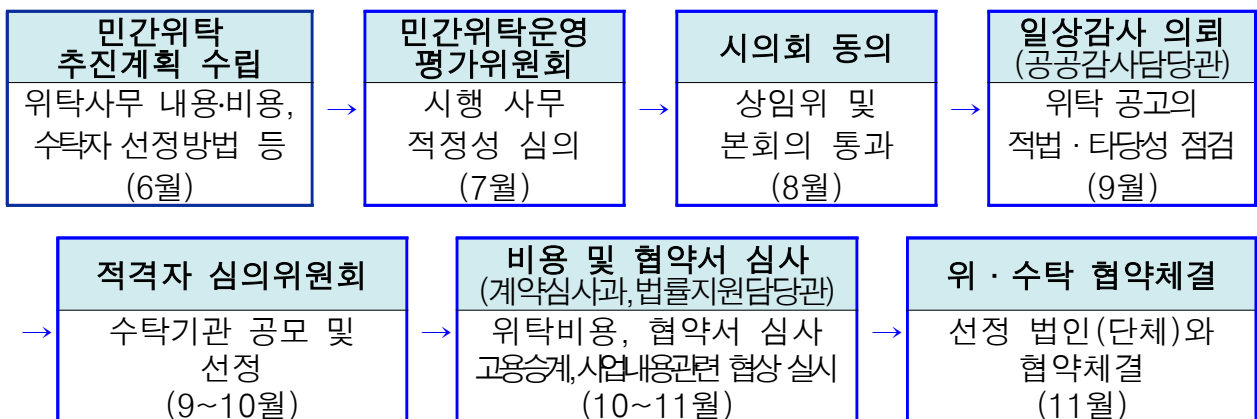 민간위탁
추진계획 수립
위탁사무 내용·비용,
수탁자 선정방법 등
(6월)
→
민간위탁운영
평가위원회
시행 사무
적정성 심의
(7월)
→
시의회 동의
상임위 및
본회의 통과
(8월)
→
일상감사 의뢰
(공공감사담당관)
위탁 공고의
적법 · 타당성 점검
(9월)
→
적격자 심의위원회
수탁기관 공모 및
선정
(9~10월)
→
비용 및 협약서 심사
(계약심사과,법률지원담당관)
위탁비용, 협약서 심사
고용승계,사업내용관련 협상 실시
(10~11월)
→
위 · 수탁 협약체결
선정 법인(단체)와
협약체결
(11월)